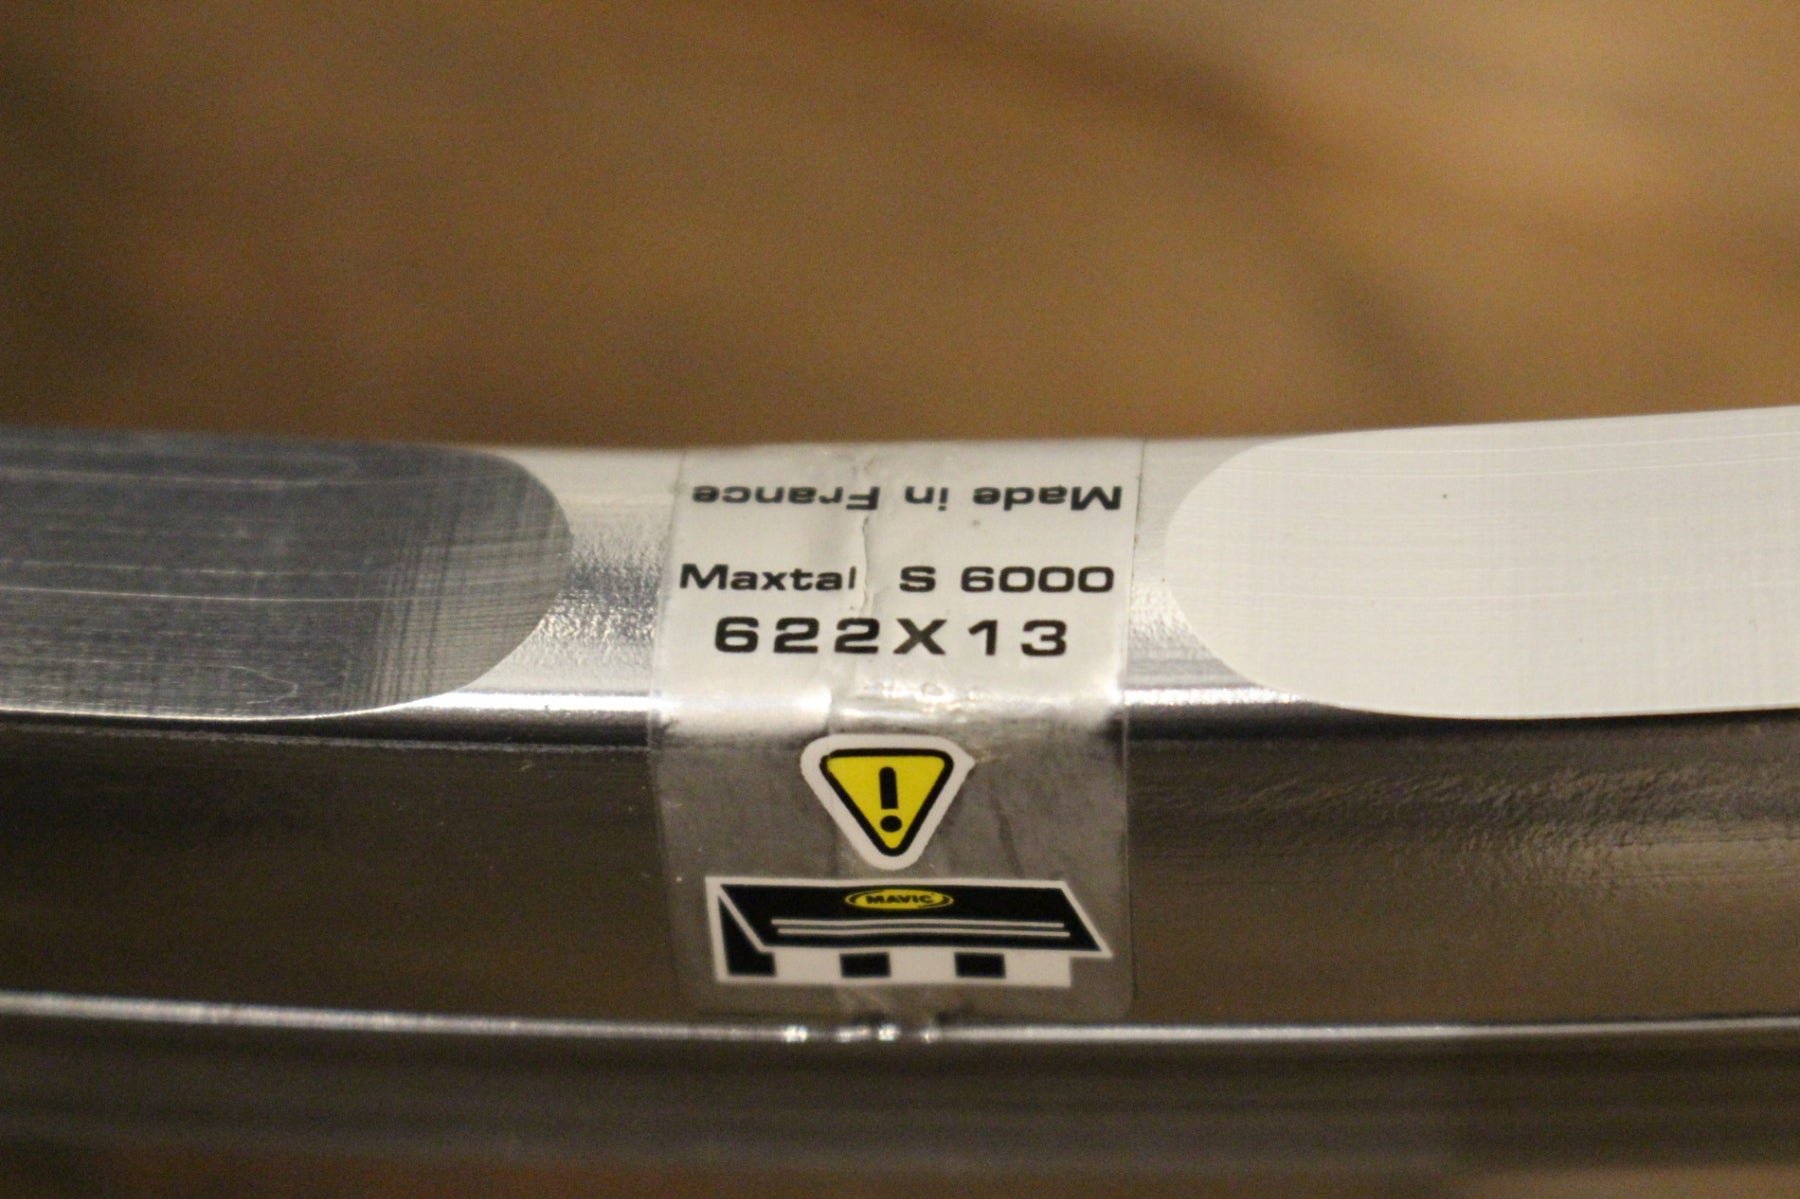 Made in France
Maxtal S 6000
622X13
!
MAVIC